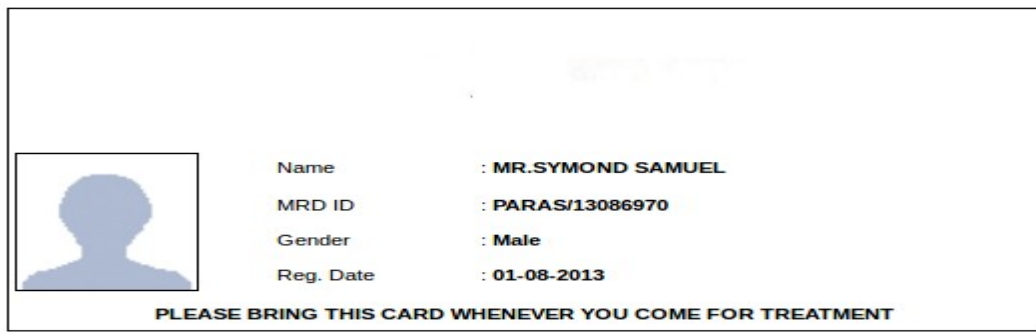 Name : MR.SYMOND SAMUEL
MRD ID : PARAS/13086970
Gender : Male
Reg. Date : 01-08-2013
PLEASE BRING THIS CARD WHENEVER YOU COME FOR TREATMENT